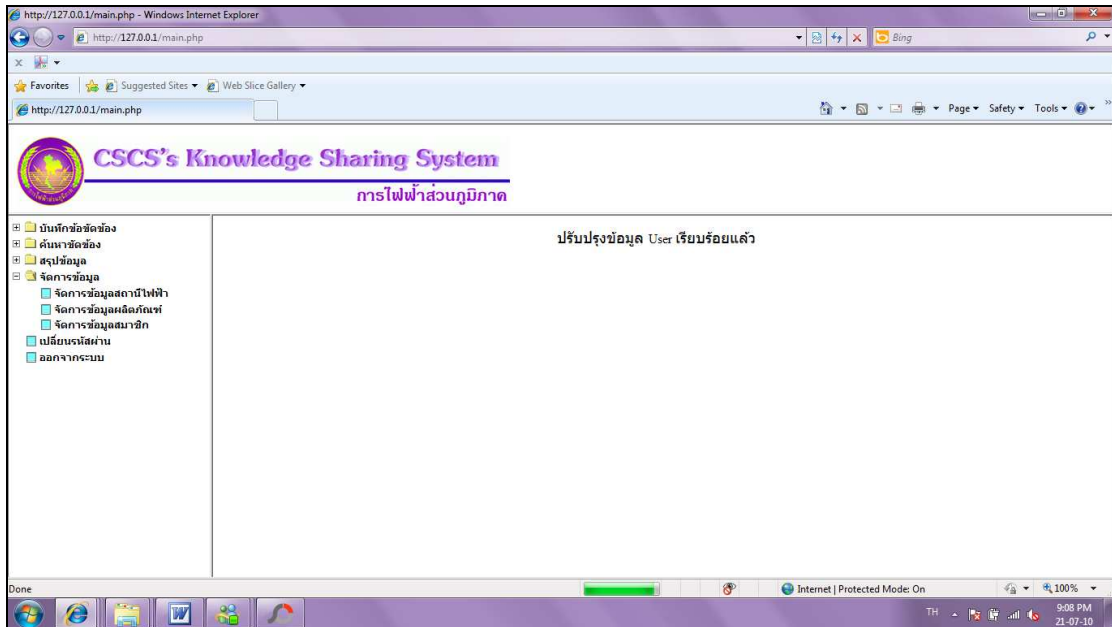 http://127.0.0.1/main.php - Windows Internet Explorer
http://127.0.0.1/main.php
Bing
Favorites
Suggested Sites
Web Slice Gallery
http://127.0.0.1/main.php
Page Safety Tools
CSCS's Knowledge Sharing System
การไฟฟ้าส่วนภูมิภาค
บันทึกข้อขัดข้อง
ค้นหาขัดข้อง
สรุปข้อมูล
จัดการข้อมูล
จัดการข้อมูลสถานีไฟฟ้า
จัดการข้อมูลผลิตภัณฑ์
จัดการข้อมูลสมาชิก
เปลี่ยนรหัสผ่าน
ออกจากระบบ
ปรับปรุงข้อมูล User เรียบร้อยแล้ว
Done
Internet | Protected Mode: On
100%
TH
9:08 PM
21-07-10